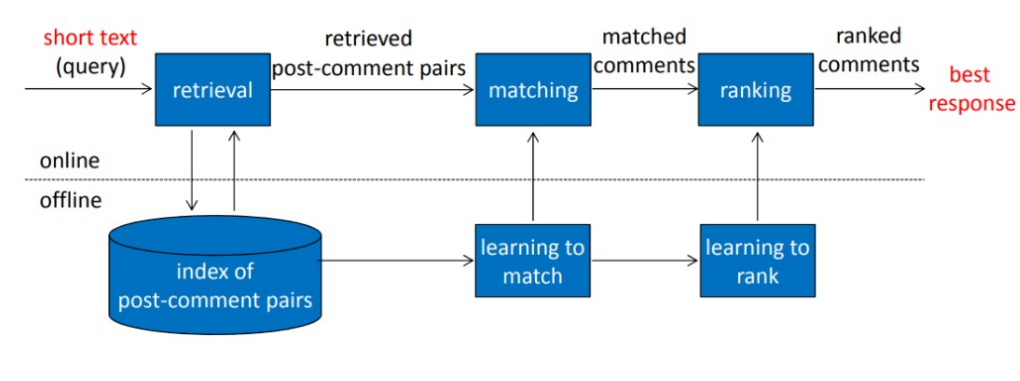 short text
(query)
retrieval
retrieved
post-comment pairs
matching
matched
comments
ranking
ranked
comments
best
response
online
offline
index of
post-comment pairs
learning to
match
learning to
rank